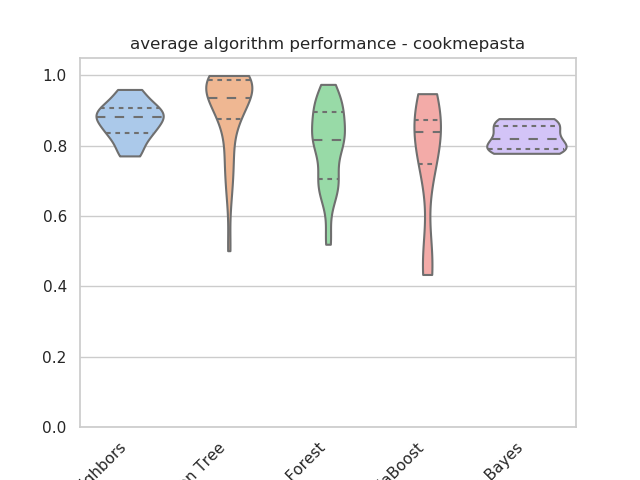 average algorithm performance - cookmepasta
1.0
0.8
0.6
0.4
0.2
0.0
ghbors
n Tree
Forest
aBoost
Bayes